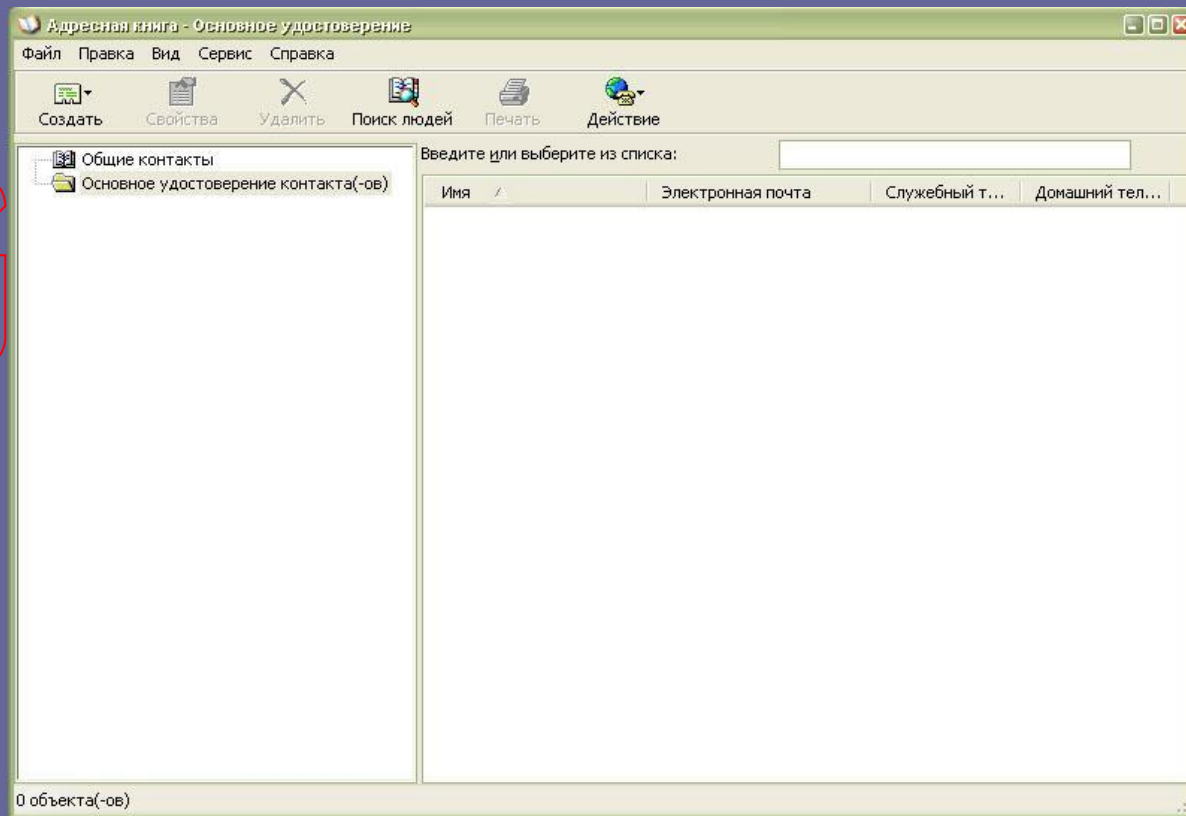 Адресная книга - Основное удостоверение
Файл Правка Вид Сервис Справка
Создать Свойства Удалить Поиск людей Печать Действие
Общие контакты
Основное удостоверение контакта(-ов)
Введите или выберите из списка:
Имя Электронная почта Служебный т... Домашний тел...
0 объекта(-ов)